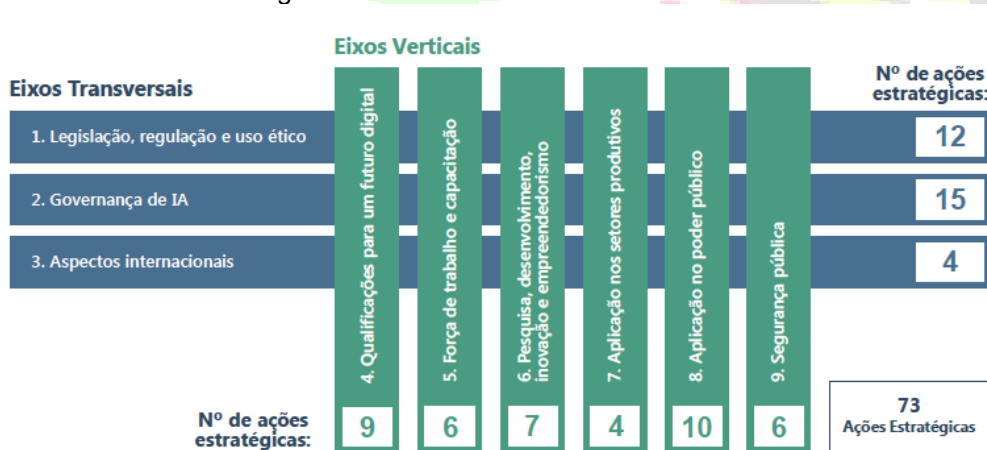 Eixos Verticais
Eixos Transversais
Nº de ações
estratégicas:
1. Legislação, regulação e uso ético
12
2. Governança de IA
15
3. Aspectos internacionais
4
4. Qualificações para um futuro digital
5. Força de trabalho e capacitação
6. Pesquisa, desenvolvimento,
inovação e empreendedorismo
7. Aplicação nos setores produtivos
8. Aplicação no poder público
9. Segurança pública
Nº de ações
estratégicas:
9
6
7
4
10
6
73
Ações Estratégicas